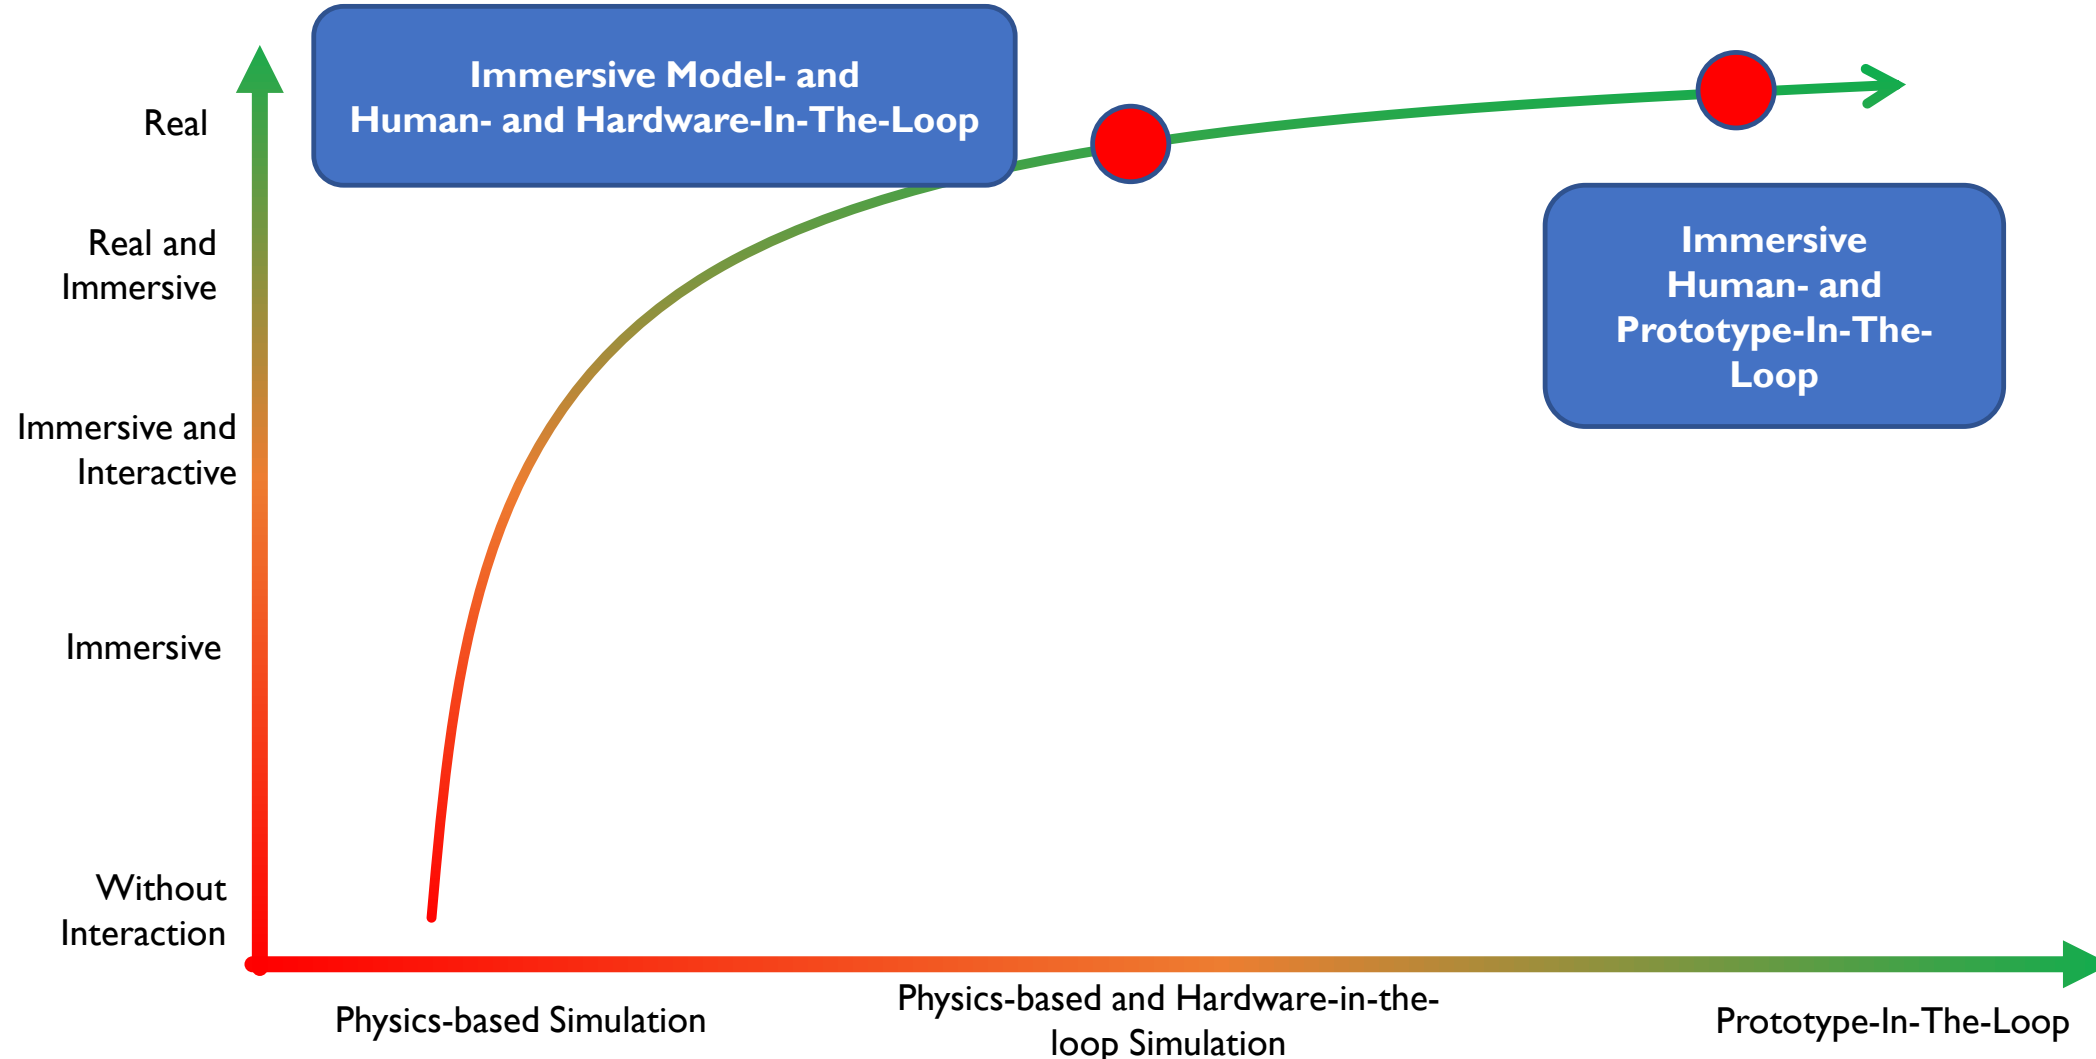 Immersive Model- and
Human- and Hardware-In-The-Loop
Real
Real and
Immersive
Immersive
Human- and
Prototype-In-The-
Loop
Immersive and
Interactive
Immersive
Without
Interaction
Physics-based Simulation
Physics-based and Hardware-in-the-
loop Simulation
Prototype-In-The-Loop